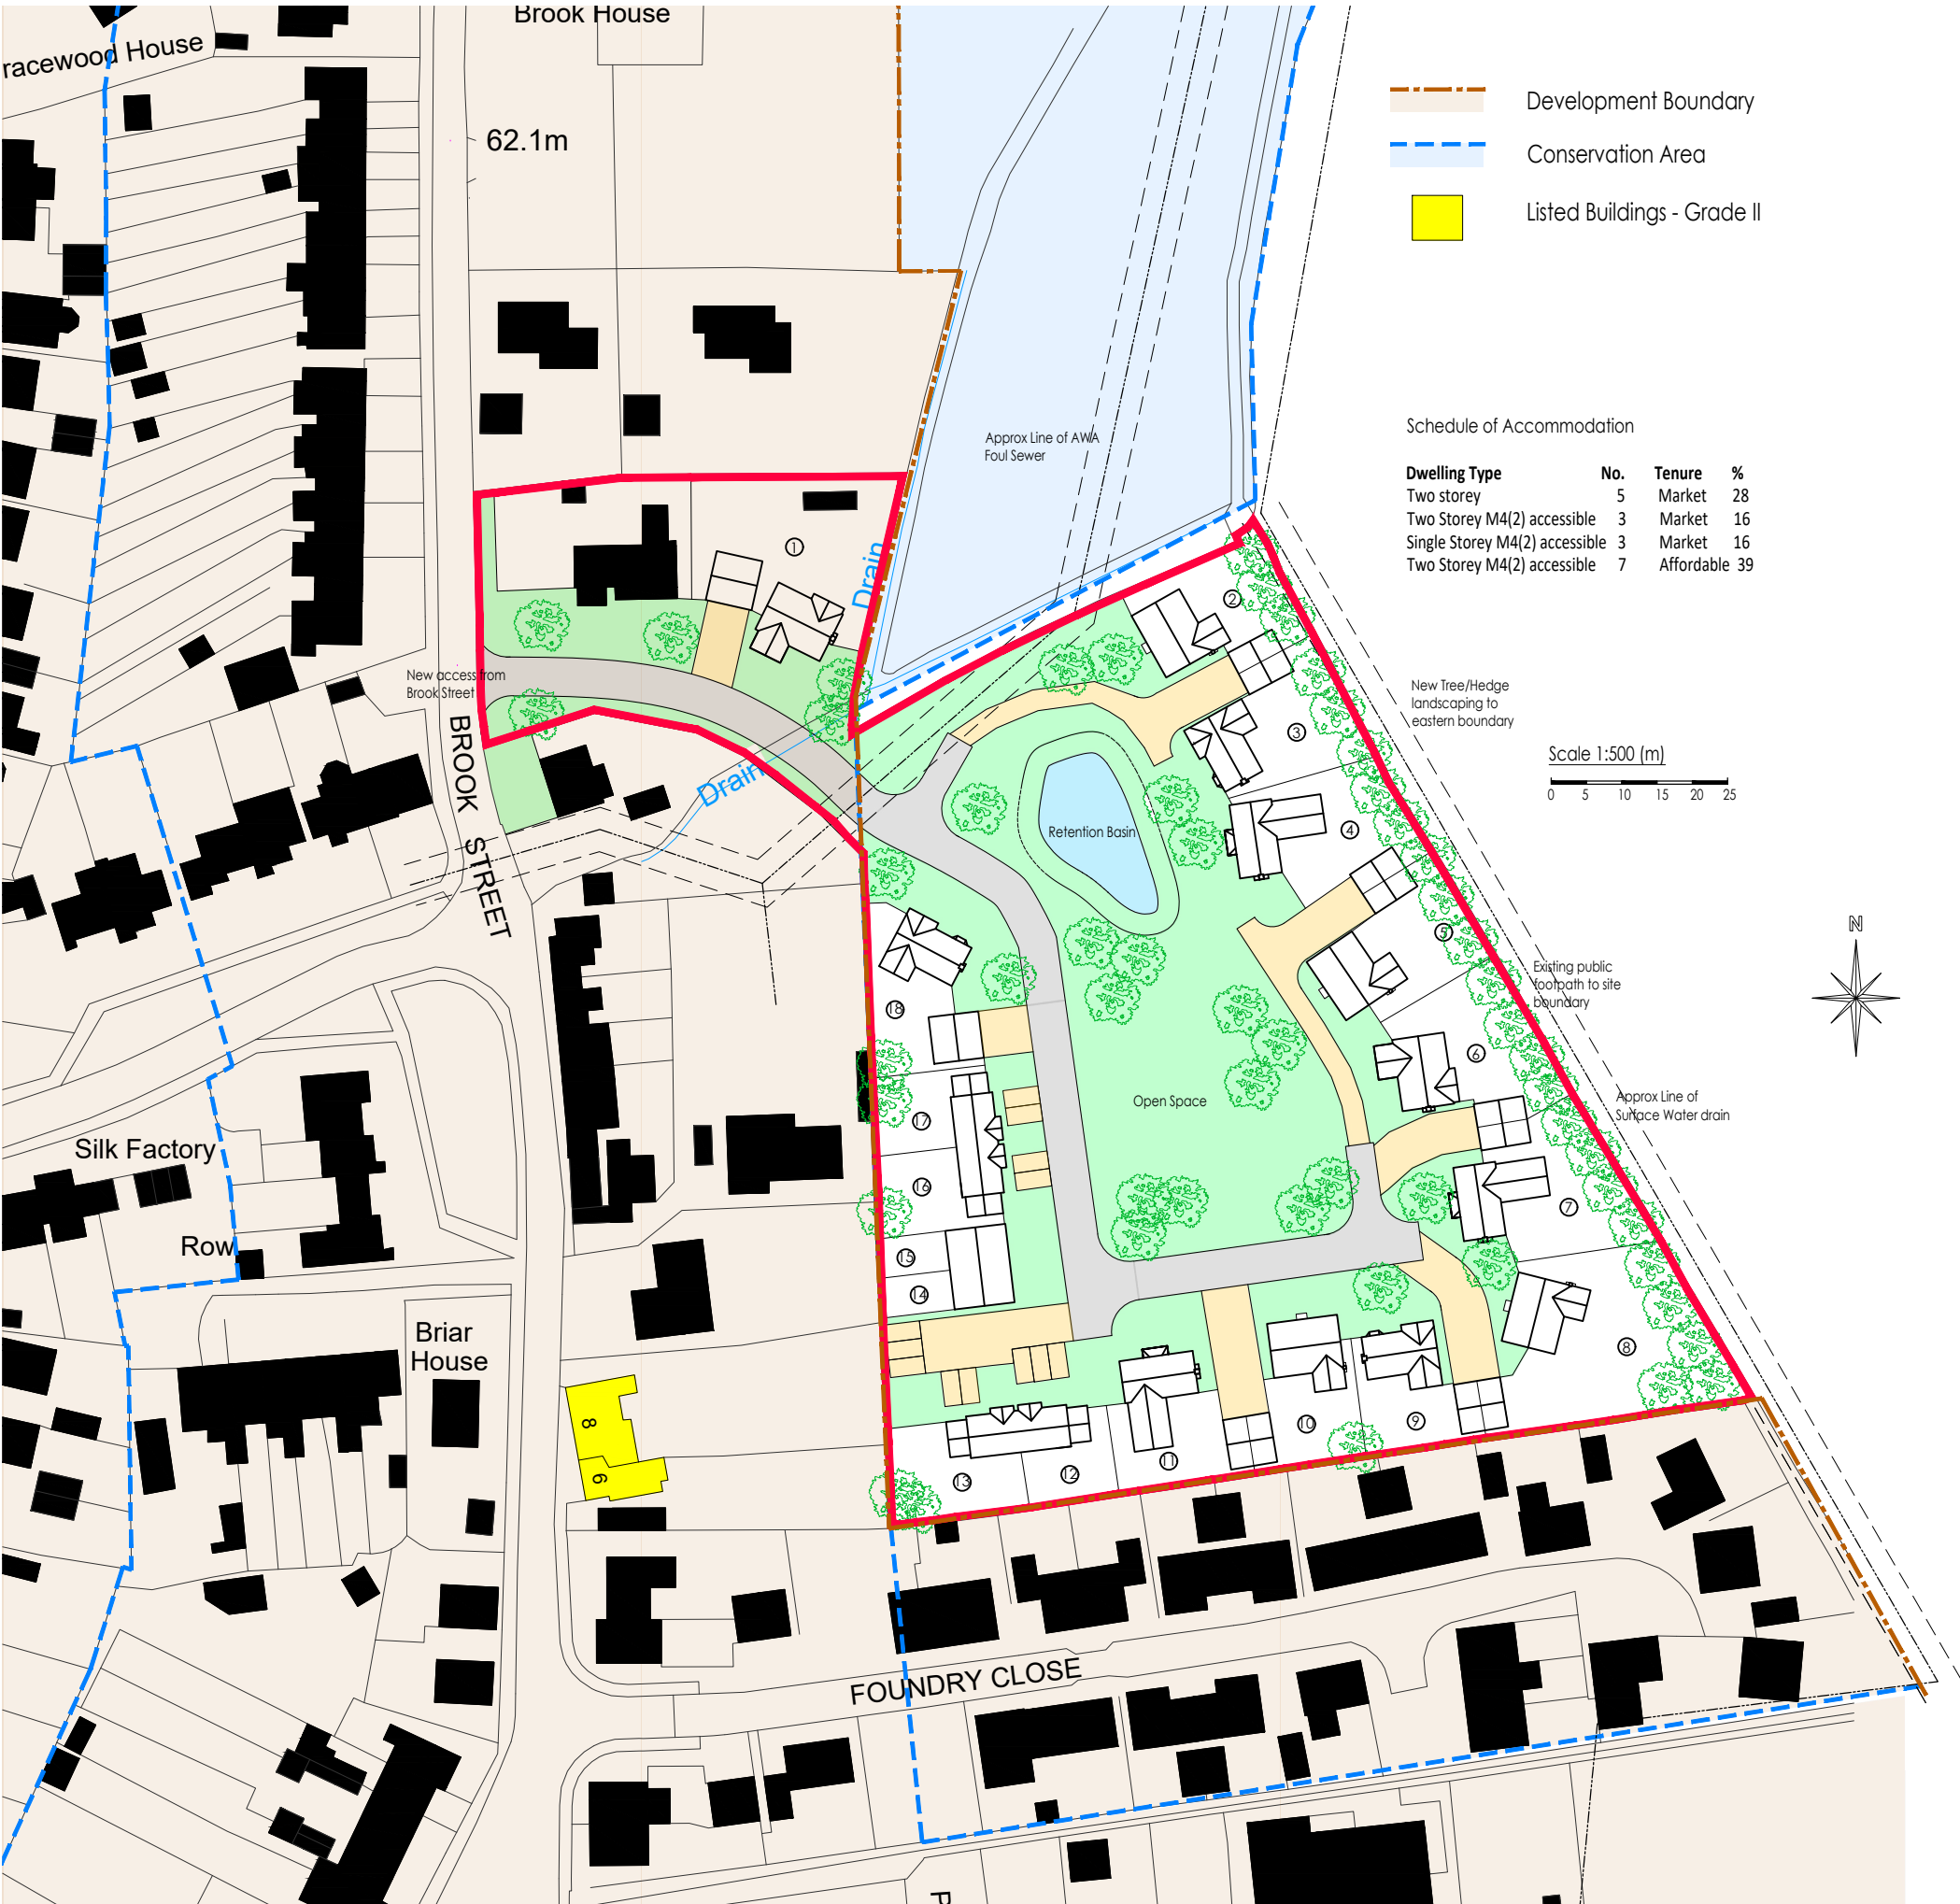 Brook House
racewood House
62.1m
Development Boundary
Conservation Area
Listed Buildings - Grade II
Approx Line of AWA
Foul Sewer
Schedule of Accommodation
Dwelling Type No. Tenure %
Two storey 5 Market 28
Two Storey M4(2) accessible 3 Market 16
Single Storey M4(2) accessible 3 Market 16
Two Storey M4(2) accessible 7 Affordable 39
1
Drain
2
New access from
Brook Street
New Tree/Hedge
landscaping to
eastern boundary
3
BROOK STREET
Drain
Scale 1:500 (m)
0 5 10 15 20 25
Retention Basin
4
5
N
Existing public
footpath to site
boundary
18
6
Open Space
Approx Line of
Surface Water drain
17
Silk Factory
Row
16
7
15
14
Briar
House
8
8
6
13
12
11
10
9
FOUNDRY CLOSE
P